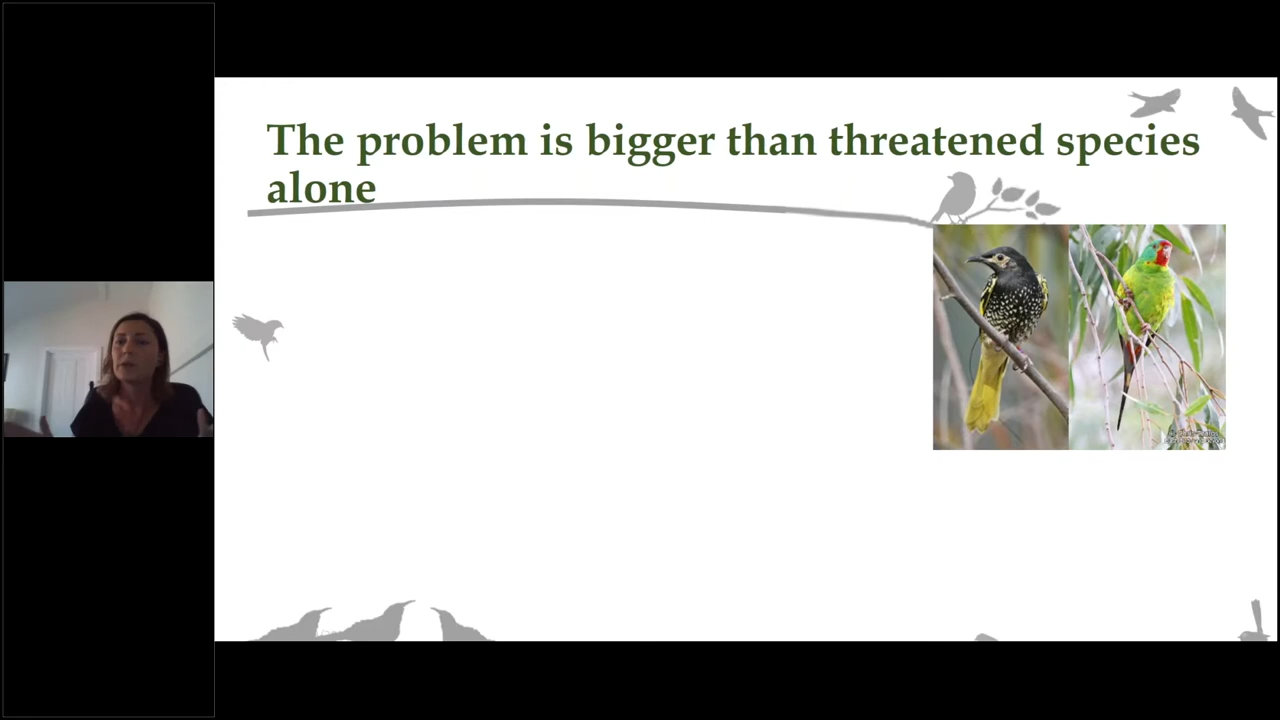 The problem is bigger than threatened species
alone